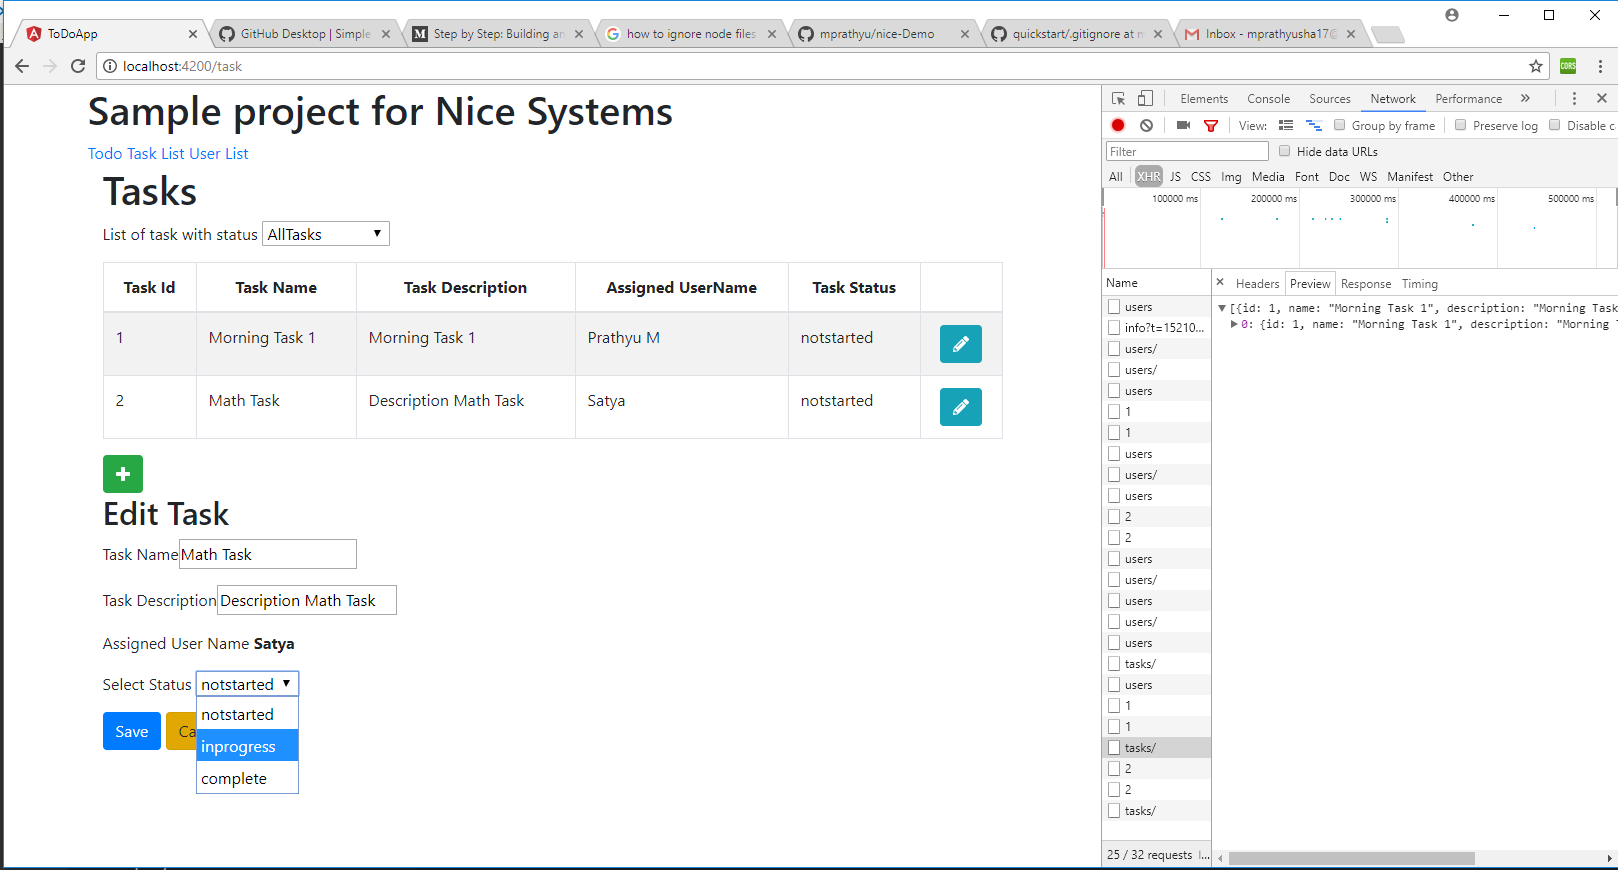 ToDoApp
GitHub Desktop | Simple
Step by Step: Building an
how to ignore node files
mprathyu/nice-Demo
quickstart/.gitignore at m
Inbox - mprathyusha17@
localhost:4200/task
CORS
Sample project for Nice Systems
Todo Task List User List
Tasks
List of task with status AllTasks
Task Id Task Name Task Description Assigned UserName Task Status
1 Morning Task 1 Morning Task 1 Prathyu M notstarted
2 Math Task Description Math Task Satya notstarted
Edit Task
Task Name Math Task
Task Description Description Math Task
Assigned User Name Satya
Select Status notstarted
notstarted
inprogress
complete
Save Ca
Elements Console Sources Network Performance »
View: Group by frame Preserve log Disable c
Filter Hide data URLs
All XHR JS CSS Img Media Font Doc WS Manifest Other
100000 ms 200000 ms 300000 ms 400000 ms 500000 ms
Name
users
info?t=15210...
users/
users/
users
1
1
users
users/
users
2
2
users
users/
users
users/
users
tasks/
users
1
1
tasks/
2
2
tasks/
25 / 32 requests |...
Headers Preview Response Timing
[{id: 1, name: "Morning Task 1", description: "Morning Task
0: {id: 1, name: "Morning Task 1", description: "Morning T